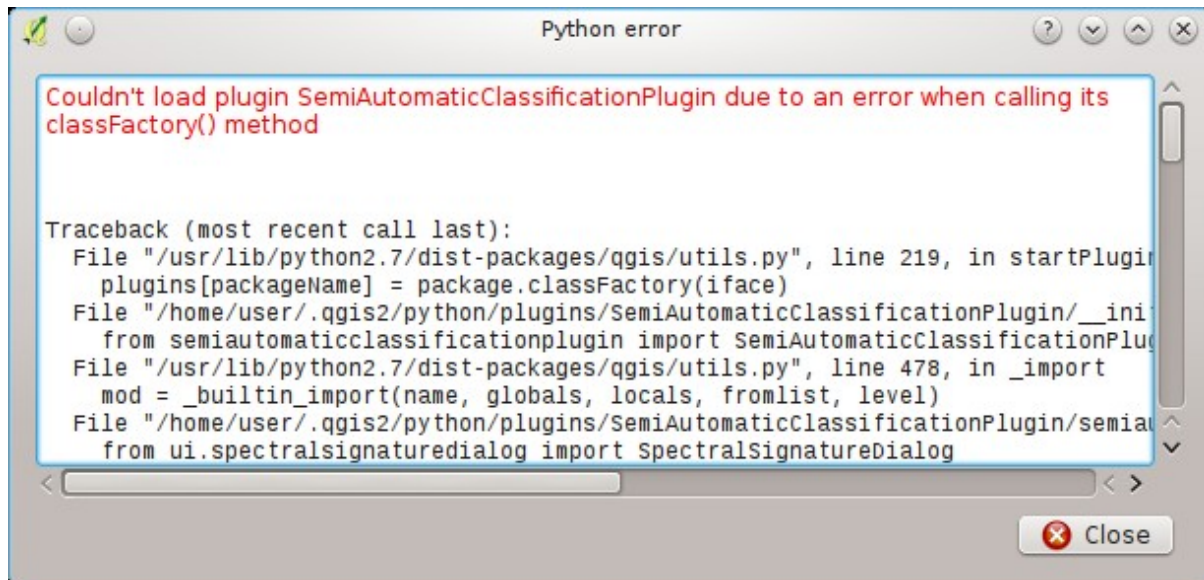 Python error
Couldn't load plugin SemiAutomaticClassificationPlugin due to an error when calling its
classFactory() method
Traceback (most recent call last):
File "/usr/lib/python2.7/dist-packages/qgis/utils.py", line 219, in startPlugin
plugins[packageName] = package.classFactory(iface)
File "/home/user/.qgis2/python/plugins/SemiAutomaticClassificationPlugin/__ini
from semiautomaticclassificationplugin import SemiAutomaticClassificationPlug
File "/usr/lib/python2.7/dist-packages/qgis/utils.py", line 478, in _import
mod = _builtin_import(name, globals, locals, fromlist, level)
File "/home/user/.qgis2/python/plugins/SemiAutomaticClassificationPlugin/semiau
from ui.spectralsignaturedialog import SpectralSignatureDialog
Close